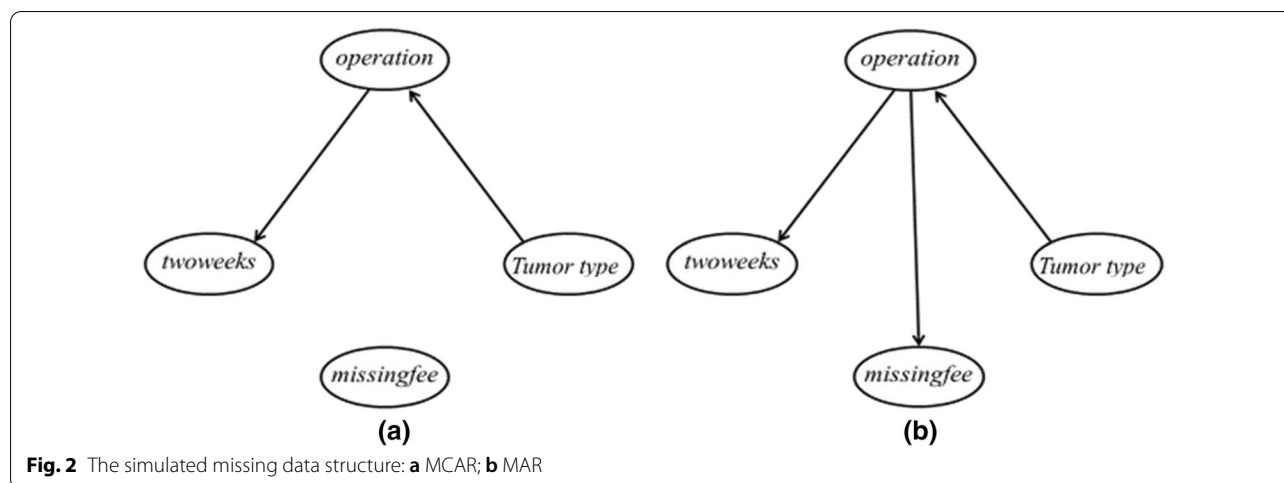 operation
operation
twoweeks
Tumor type
twoweeks
Tumor type
missingfee
missingfee
(a)
(b)
Fig. 2 The simulated missing data structure: a MCAR; b MAR